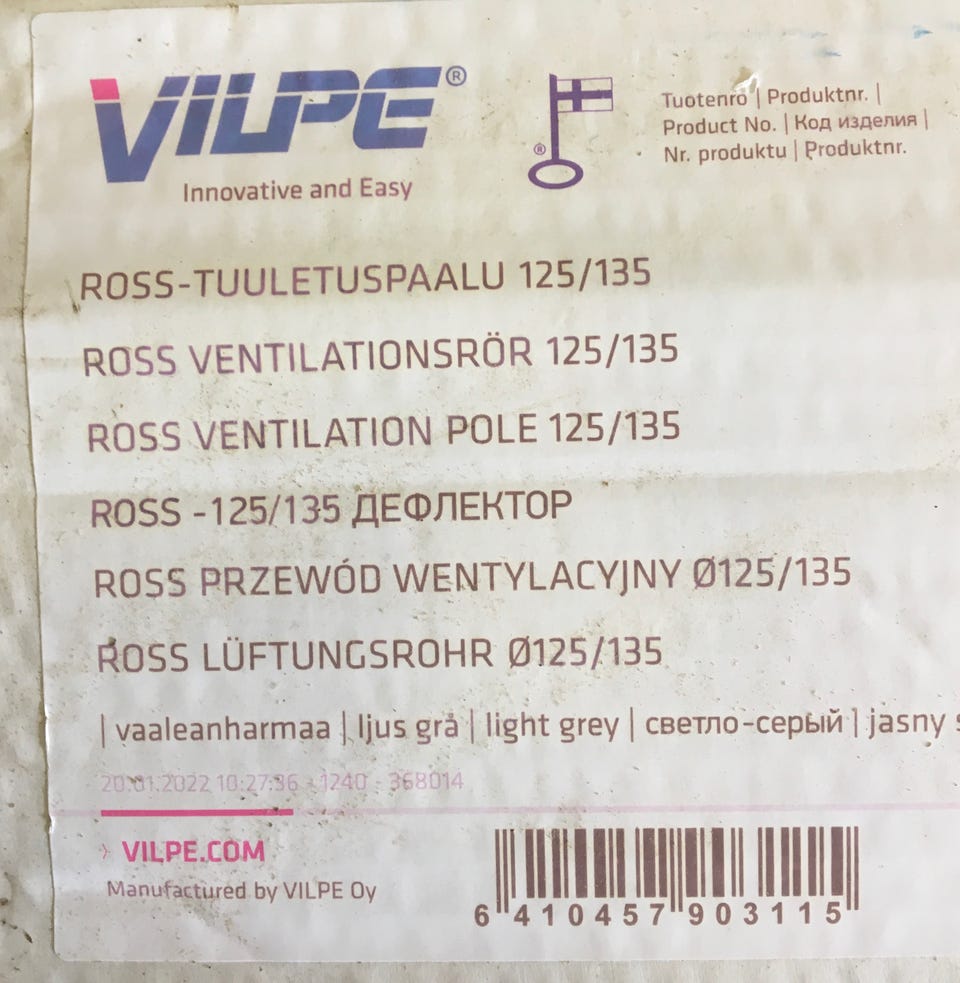 VILPE®
Innovative and Easy
®
Tuotenro | Produktnr. |
Product No. | Код изделия |
Nr. produktu | Produktnr.
ROSS-TUULETUSPAALU 125/135
ROSS VENTILATIONSRÖR 125/135
ROSS VENTILATION POLE 125/135
ROSS -125/135 ДЕФЛЕКТОР
ROSS PRZEWÓD WENTYLACYJNY Ø125/135
ROSS LÜFTUNGSROHR Ø125/135
| vaaleanharmaa | ljus grå | light grey | светло-серый | jasny
20.01.2022 10:27:36 - 1240 - 368014
› VILPE.COM
Manufactured by VILPE Oy
6 410457 903115